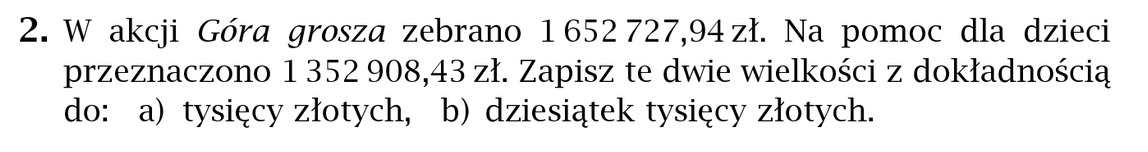 2. W akcji Góra grosza zebrano 1 652 727,94 zł. Na pomoc dla dzieci
przeznaczono 1 352 908,43 zł. Zapisz te dwie wielkości z dokładnością
do: a) tysięcy złotych, b) dziesiątek tysięcy złotych.